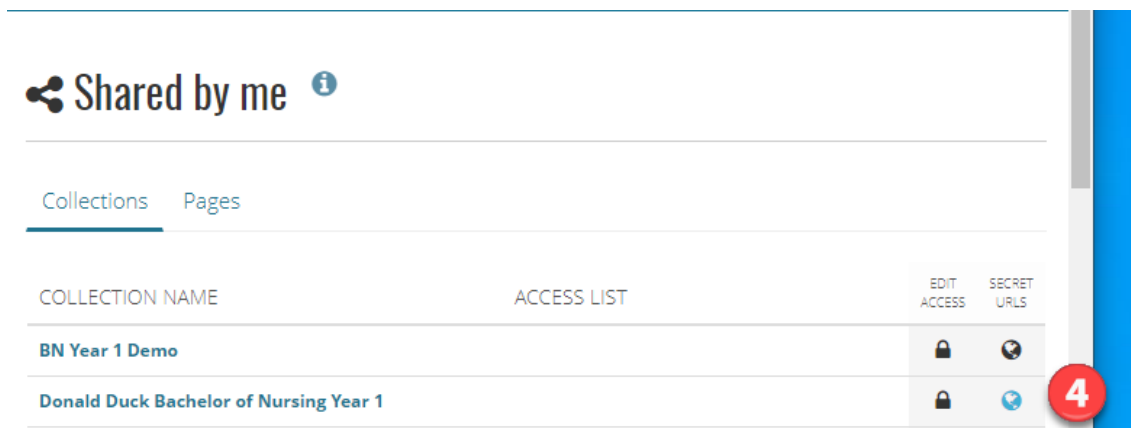 Shared by me
Collections Pages
COLLECTION NAME ACCESS LIST EDIT ACCESS SECRET URLS
BN Year 1 Demo
Donald Duck Bachelor of Nursing Year 1 4